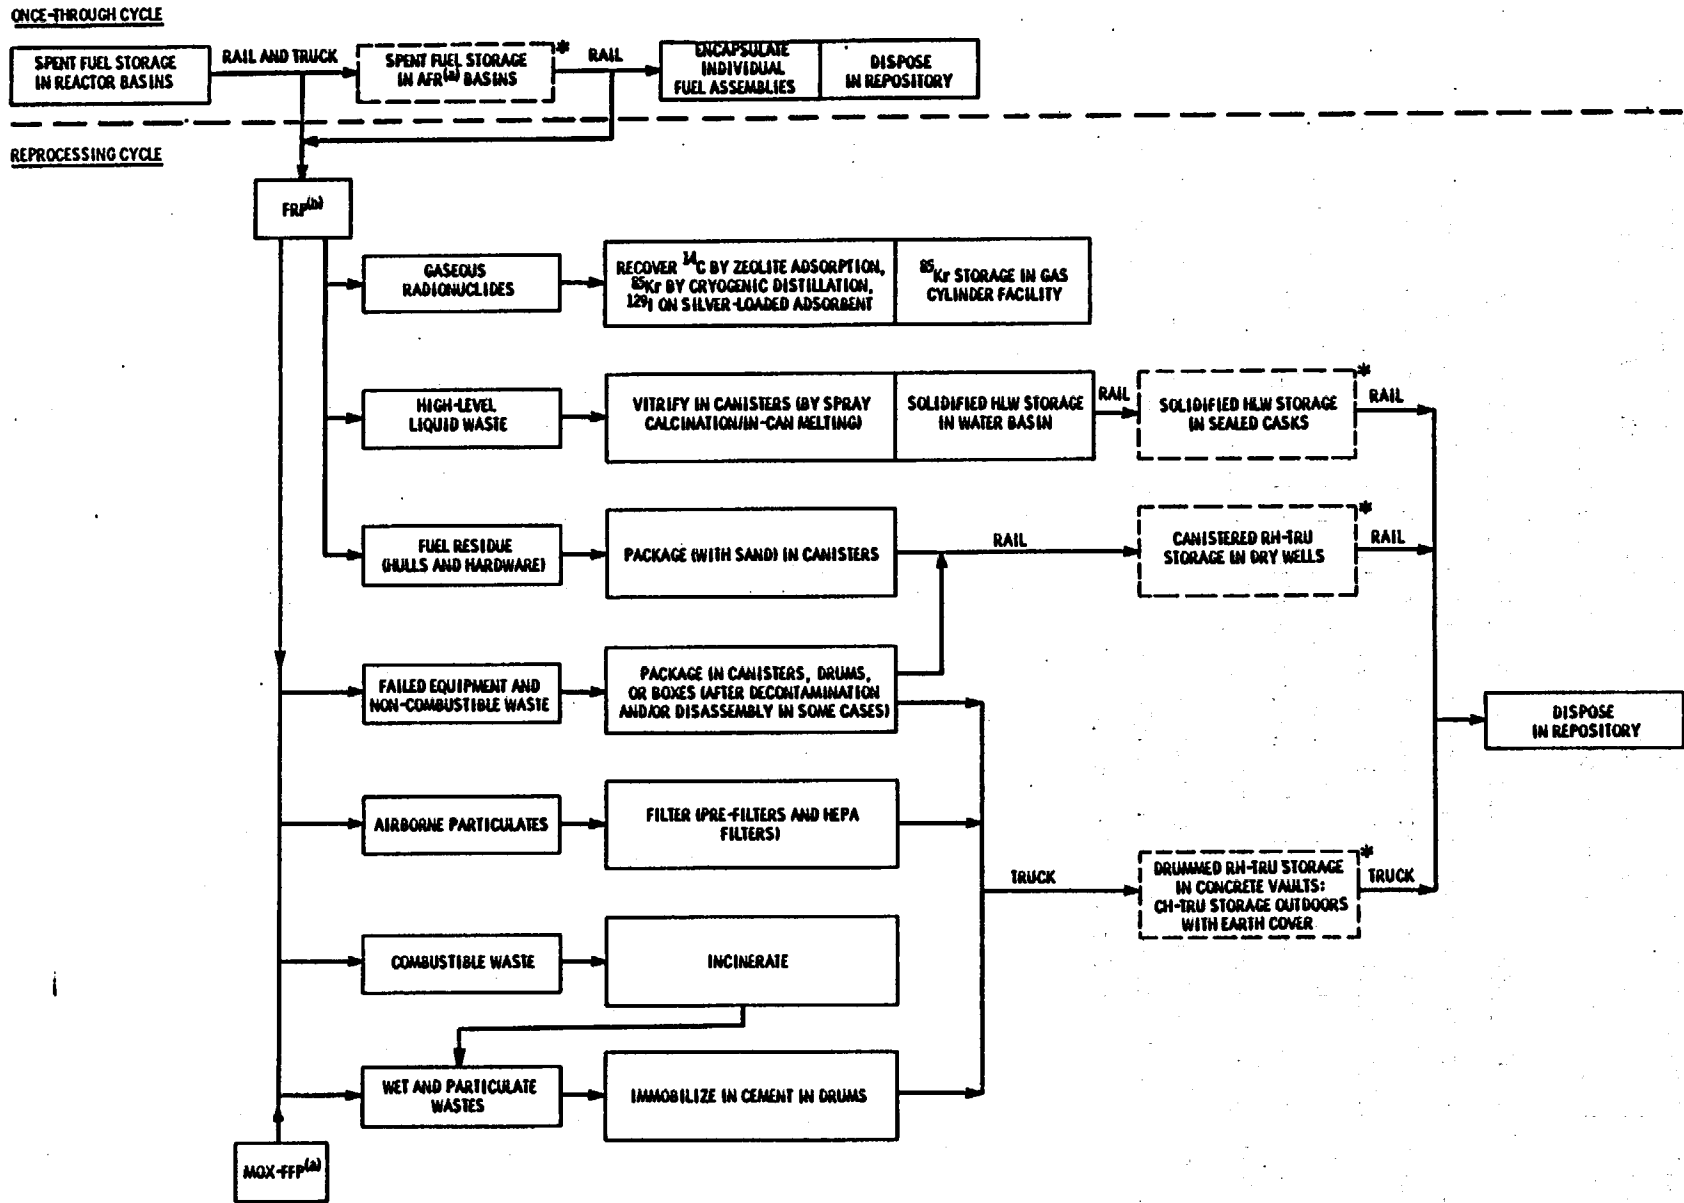 ONCE-THROUGH CYCLE
SPENT FUEL STORAGE
IN REACTOR BASINS
RAIL AND TRUCK
SPENT FUEL STORAGE
IN AFR(a) BASINS
*
RAIL
ENCAPSULATE
INDIVIDUAL
FUEL ASSEMBLIES
DISPOSE
IN REPOSITORY
REPROCESSING CYCLE
FRP(b)
GASEOUS
RADIONUCLIDES
RECOVER 14C BY ZEOLITE ADSORPTION,
85Kr BY CRYOGENIC DISTILLATION,
129I ON SILVER-LOADED ADSORBENT
85Kr STORAGE IN GAS
CYLINDER FACILITY
HIGH-LEVEL
LIQUID WASTE
VITRIFY IN CANISTERS (BY SPRAY
CALCINATION/IN-CAN MELTING)
SOLIDIFIED HLW STORAGE
IN WATER BASIN
RAIL
SOLIDIFIED HLW STORAGE
IN SEALED CASKS
*
RAIL
FUEL RESIDUE
(HULLS AND HARDWARE)
PACKAGE (WITH SAND) IN CANISTERS
RAIL
CANISTERED RH-TRU
STORAGE IN DRY WELLS
*
RAIL
FAILED EQUIPMENT AND
NON-COMBUSTIBLE WASTE
PACKAGE IN CANISTERS, DRUMS,
OR BOXES (AFTER DECONTAMINATION
AND/OR DISASSEMBLY IN SOME CASES)
DISPOSE
IN REPOSITORY
AIRBORNE PARTICULATES
FILTER (PRE-FILTERS AND HEPA
FILTERS)
TRUCK
DRUMMED RH-TRU STORAGE
IN CONCRETE VAULTS:
CH-TRU STORAGE OUTDOORS
WITH EARTH COVER
*
TRUCK
COMBUSTIBLE WASTE
INCINERATE
WET AND PARTICULATE
WASTES
IMMOBILIZE IN CEMENT IN DRUMS
MOX-FFP(a)